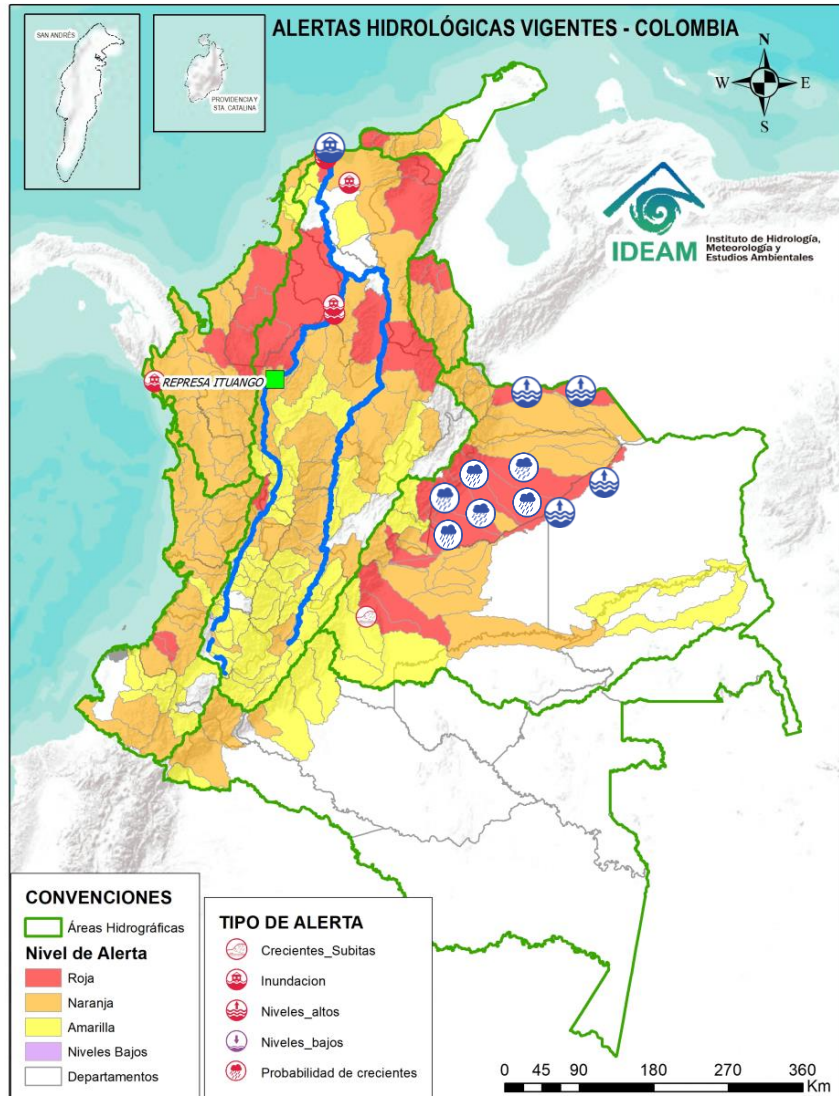 ALERTAS HIDROLÓGICAS VIGENTES - COLOMBIA
SAN ANDRÉS
PROVIDENCIA Y
STA. CATALINA
N
W
E
S
IDEAM
Instituto de Hidrología,
Meteorología y
Estudios Ambientales
REPRESA ITUANGO
CONVENCIONES
Áreas Hidrográficas
Nivel de Alerta
Roja
Naranja
Amarilla
Niveles Bajos
Departamentos
TIPO DE ALERTA
Crecientes_Subitas
Inundacion
Niveles_altos
Niveles_bajos
Probabilidad de crecientes
0 45 90 180 270 360
Km